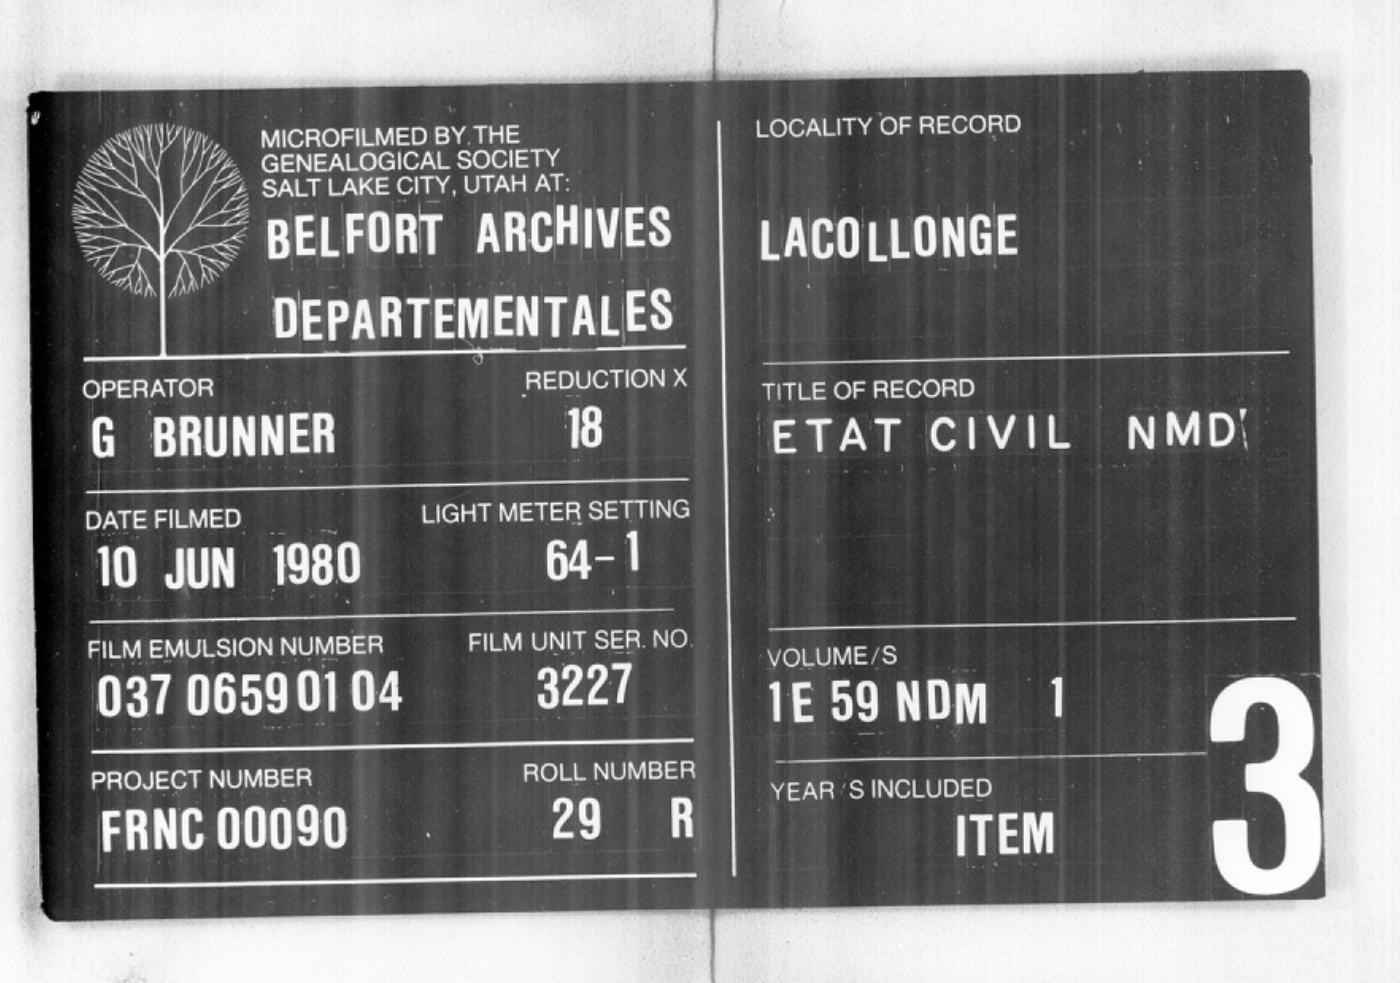 MICROFILMED BY THE
GENEALOGICAL SOCIETY
SALT LAKE CITY, UTAH AT:
BELFORT ARCHIVES
DEPARTEMENTALES
OPERATOR REDUCTION X
G BRUNNER 18
DATE FILMED LIGHT METER SETTING
10 JUN 1980 64-1
FILM EMULSION NUMBER FILM UNIT SER. NO.
037 0659 01 04 3227
PROJECT NUMBER ROLL NUMBER
FRNC 00090 29 R
LOCALITY OF RECORD
LACOLLONGE
TITLE OF RECORD
ETAT CIVIL NMD
VOLUME/S
1E 59 NDM 1
YEAR/S INCLUDED
ITEM 3